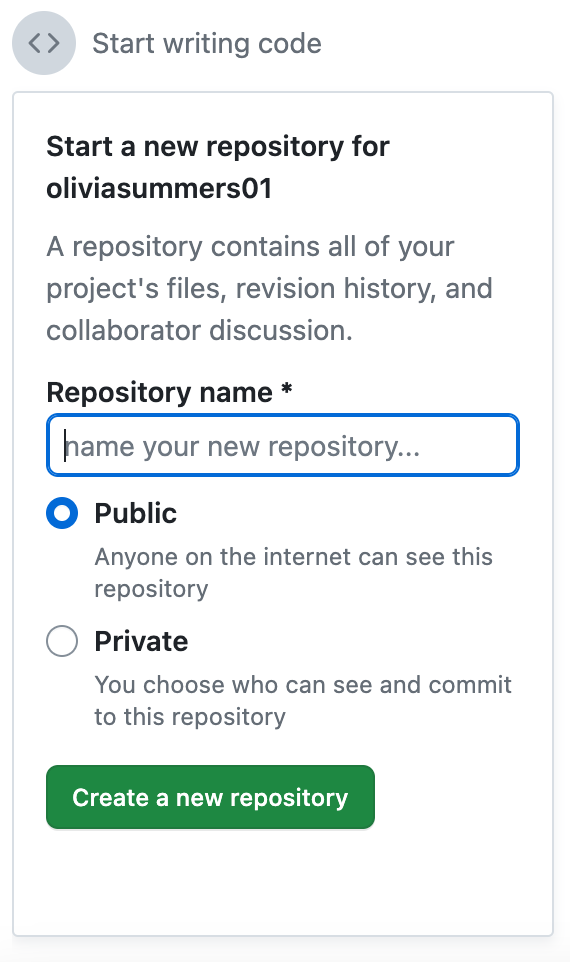 Start writing code
Start a new repository for
oliviasummers01
A repository contains all of your
project's files, revision history, and
collaborator discussion.
Repository name *
name your new repository...
Public
Anyone on the internet can see this
repository
Private
You choose who can see and commit
to this repository
Create a new repository